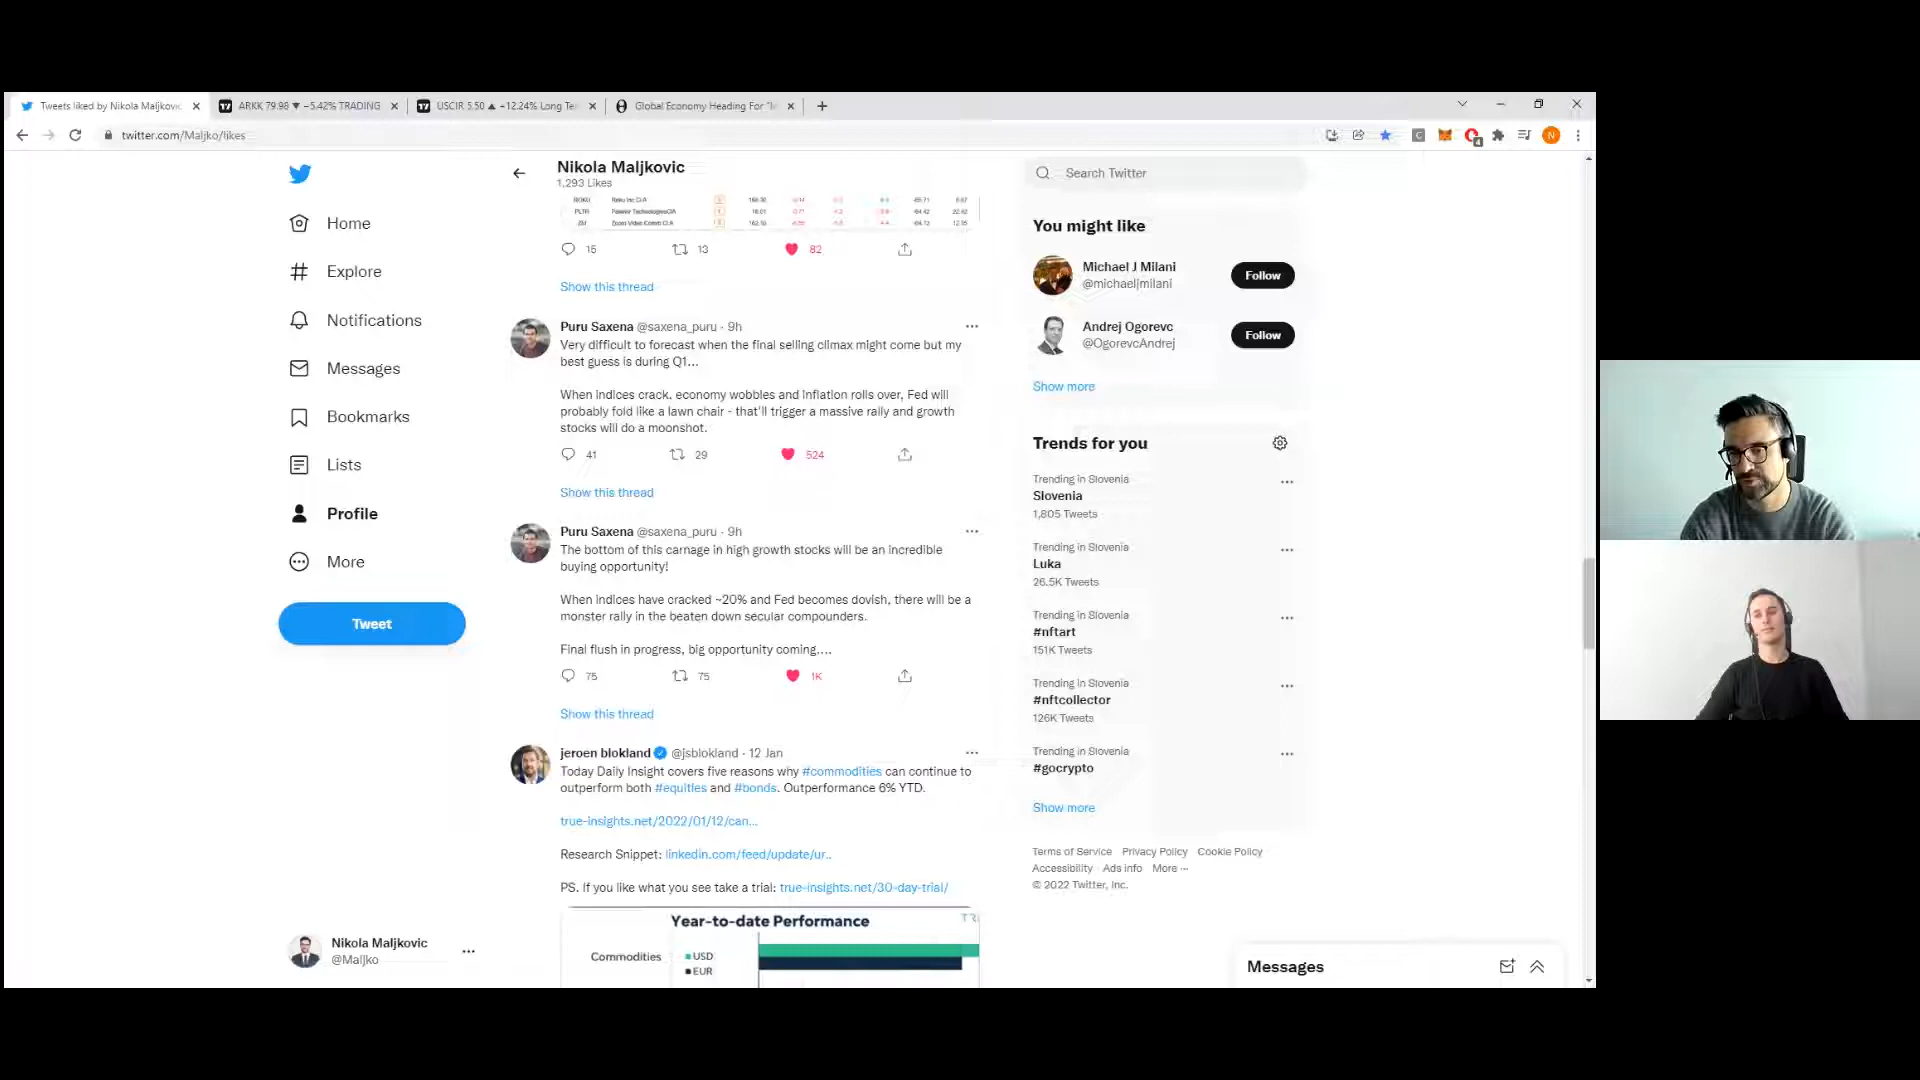 Tweets liked by Nikola Maljkovic
ARKK 79.98 ▼ −5.42% TRADING
USCIR 5.50 ▲ +12.24% Long Te
Global Economy Heading For
twitter.com/Maljko/likes
Home
Explore
Notifications
Messages
Bookmarks
Lists
Profile
More
Tweet
Nikola Maljkovic
@Maljko
Nikola Maljkovic
1,293 Likes
ROKU Roku Inc Cl A
PLTR
ZM Zoom Video Comm Cl A
15 13 82
Show this thread
Puru Saxena @saxena_puru · 9h
Very difficult to forecast when the final selling climax might come but my
best guess is during Q1...
When indices crack, economy wobbles and inflation rolls over, Fed will
probably fold like a lawn chair - that'll trigger a massive rally and growth
stocks will do a moonshot.
41 29 524
Show this thread
Puru Saxena @saxena_puru · 9h
The bottom of this carnage in high growth stocks will be an incredible
buying opportunity!
When indices have cracked ~20% and Fed becomes dovish, there will be a
monster rally in the beaten down secular compounders.
Final flush in progress, big opportunity coming....
75 75 1K
Show this thread
jeroen blokland @jsblokland · 12 Jan
Today Daily Insight covers five reasons why #commodities can continue to
outperform both #equities and #bonds. Outperformance 6% YTD.
true-insights.net/2022/01/12/can...
Research Snippet: linkedin.com/feed/update/ur..
PS. If you like what you see take a trial: true-insights.net/30-day-trial/
Year-to-date Performance
Commodities
USD
EUR
Search Twitter
You might like
Michael J Milani
@michaeljmilani
Follow
Andrej Ogorevc
@OgorevcAndrej
Follow
Show more
Trends for you
Trending in Slovenia
Slovenia
1,805 Tweets
Trending in Slovenia
Luka
26.5K Tweets
Trending in Slovenia
#nftart
151K Tweets
Trending in Slovenia
#nftcollector
126K Tweets
Trending in Slovenia
#gocrypto
Show more
Terms of Service Privacy Policy Cookie Policy
Accessibility Ads info More ···
© 2022 Twitter, Inc.
Messages